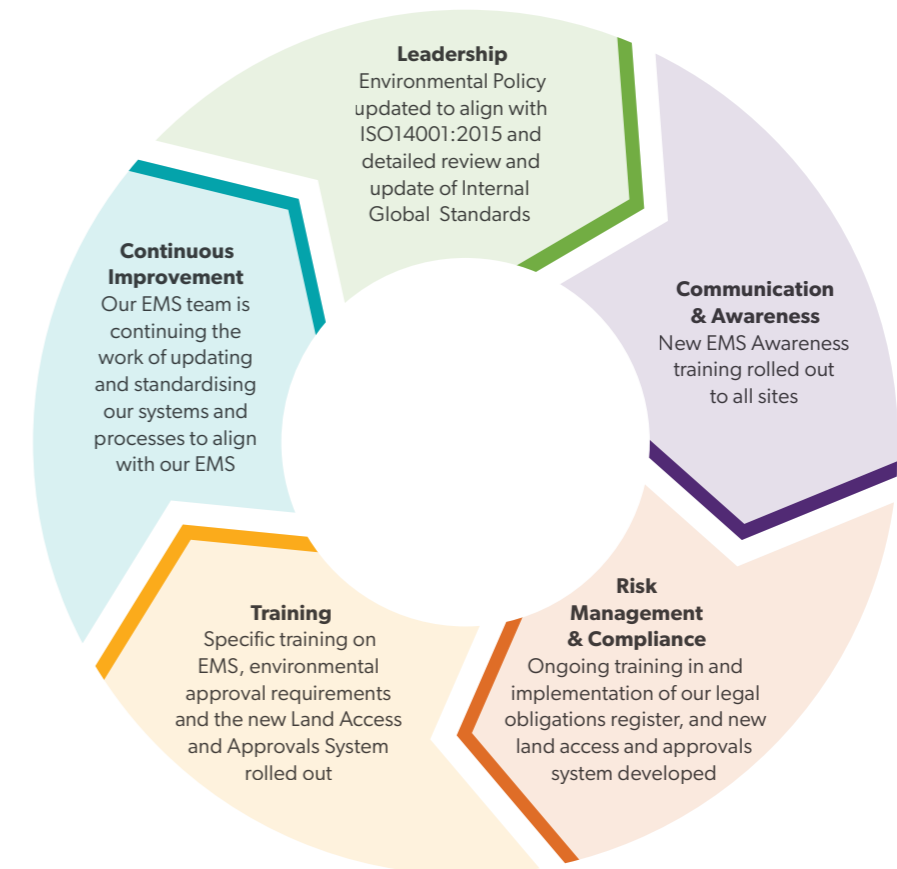 Leadership
Environmental Policy
updated to align with
ISO14001:2015 and
detailed review and
update of Internal
Global Standards
Communication
& Awareness
New EMS Awareness
training rolled out
to all sites
Risk
Management
& Compliance
Ongoing training in and
implementation of our legal
obligations register, and new
land access and approvals
system developed
Training
Specific training on
EMS, environmental
approval requirements
and the new Land Access
and Approvals System
rolled out
Continuous
Improvement
Our EMS team is
continuing the
work of updating
and standardising
our systems and
processes to align
with our EMS